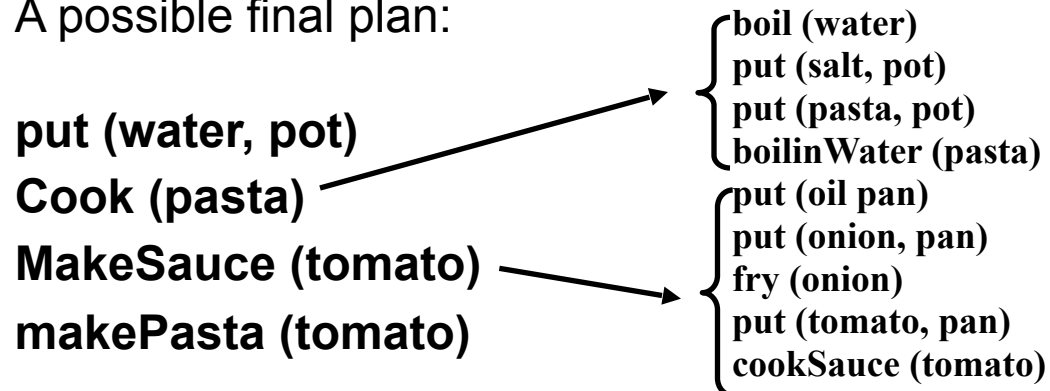 A possible final plan:
put (water, pot)
Cook (pasta)
MakeSauce (tomato)
makePasta (tomato)
boil (water)
put (salt, pot)
put (pasta, pot)
boilinWater (pasta)
put (oil pan)
put (onion, pan)
fry (onion)
put (tomato, pan)
cookSauce (tomato)